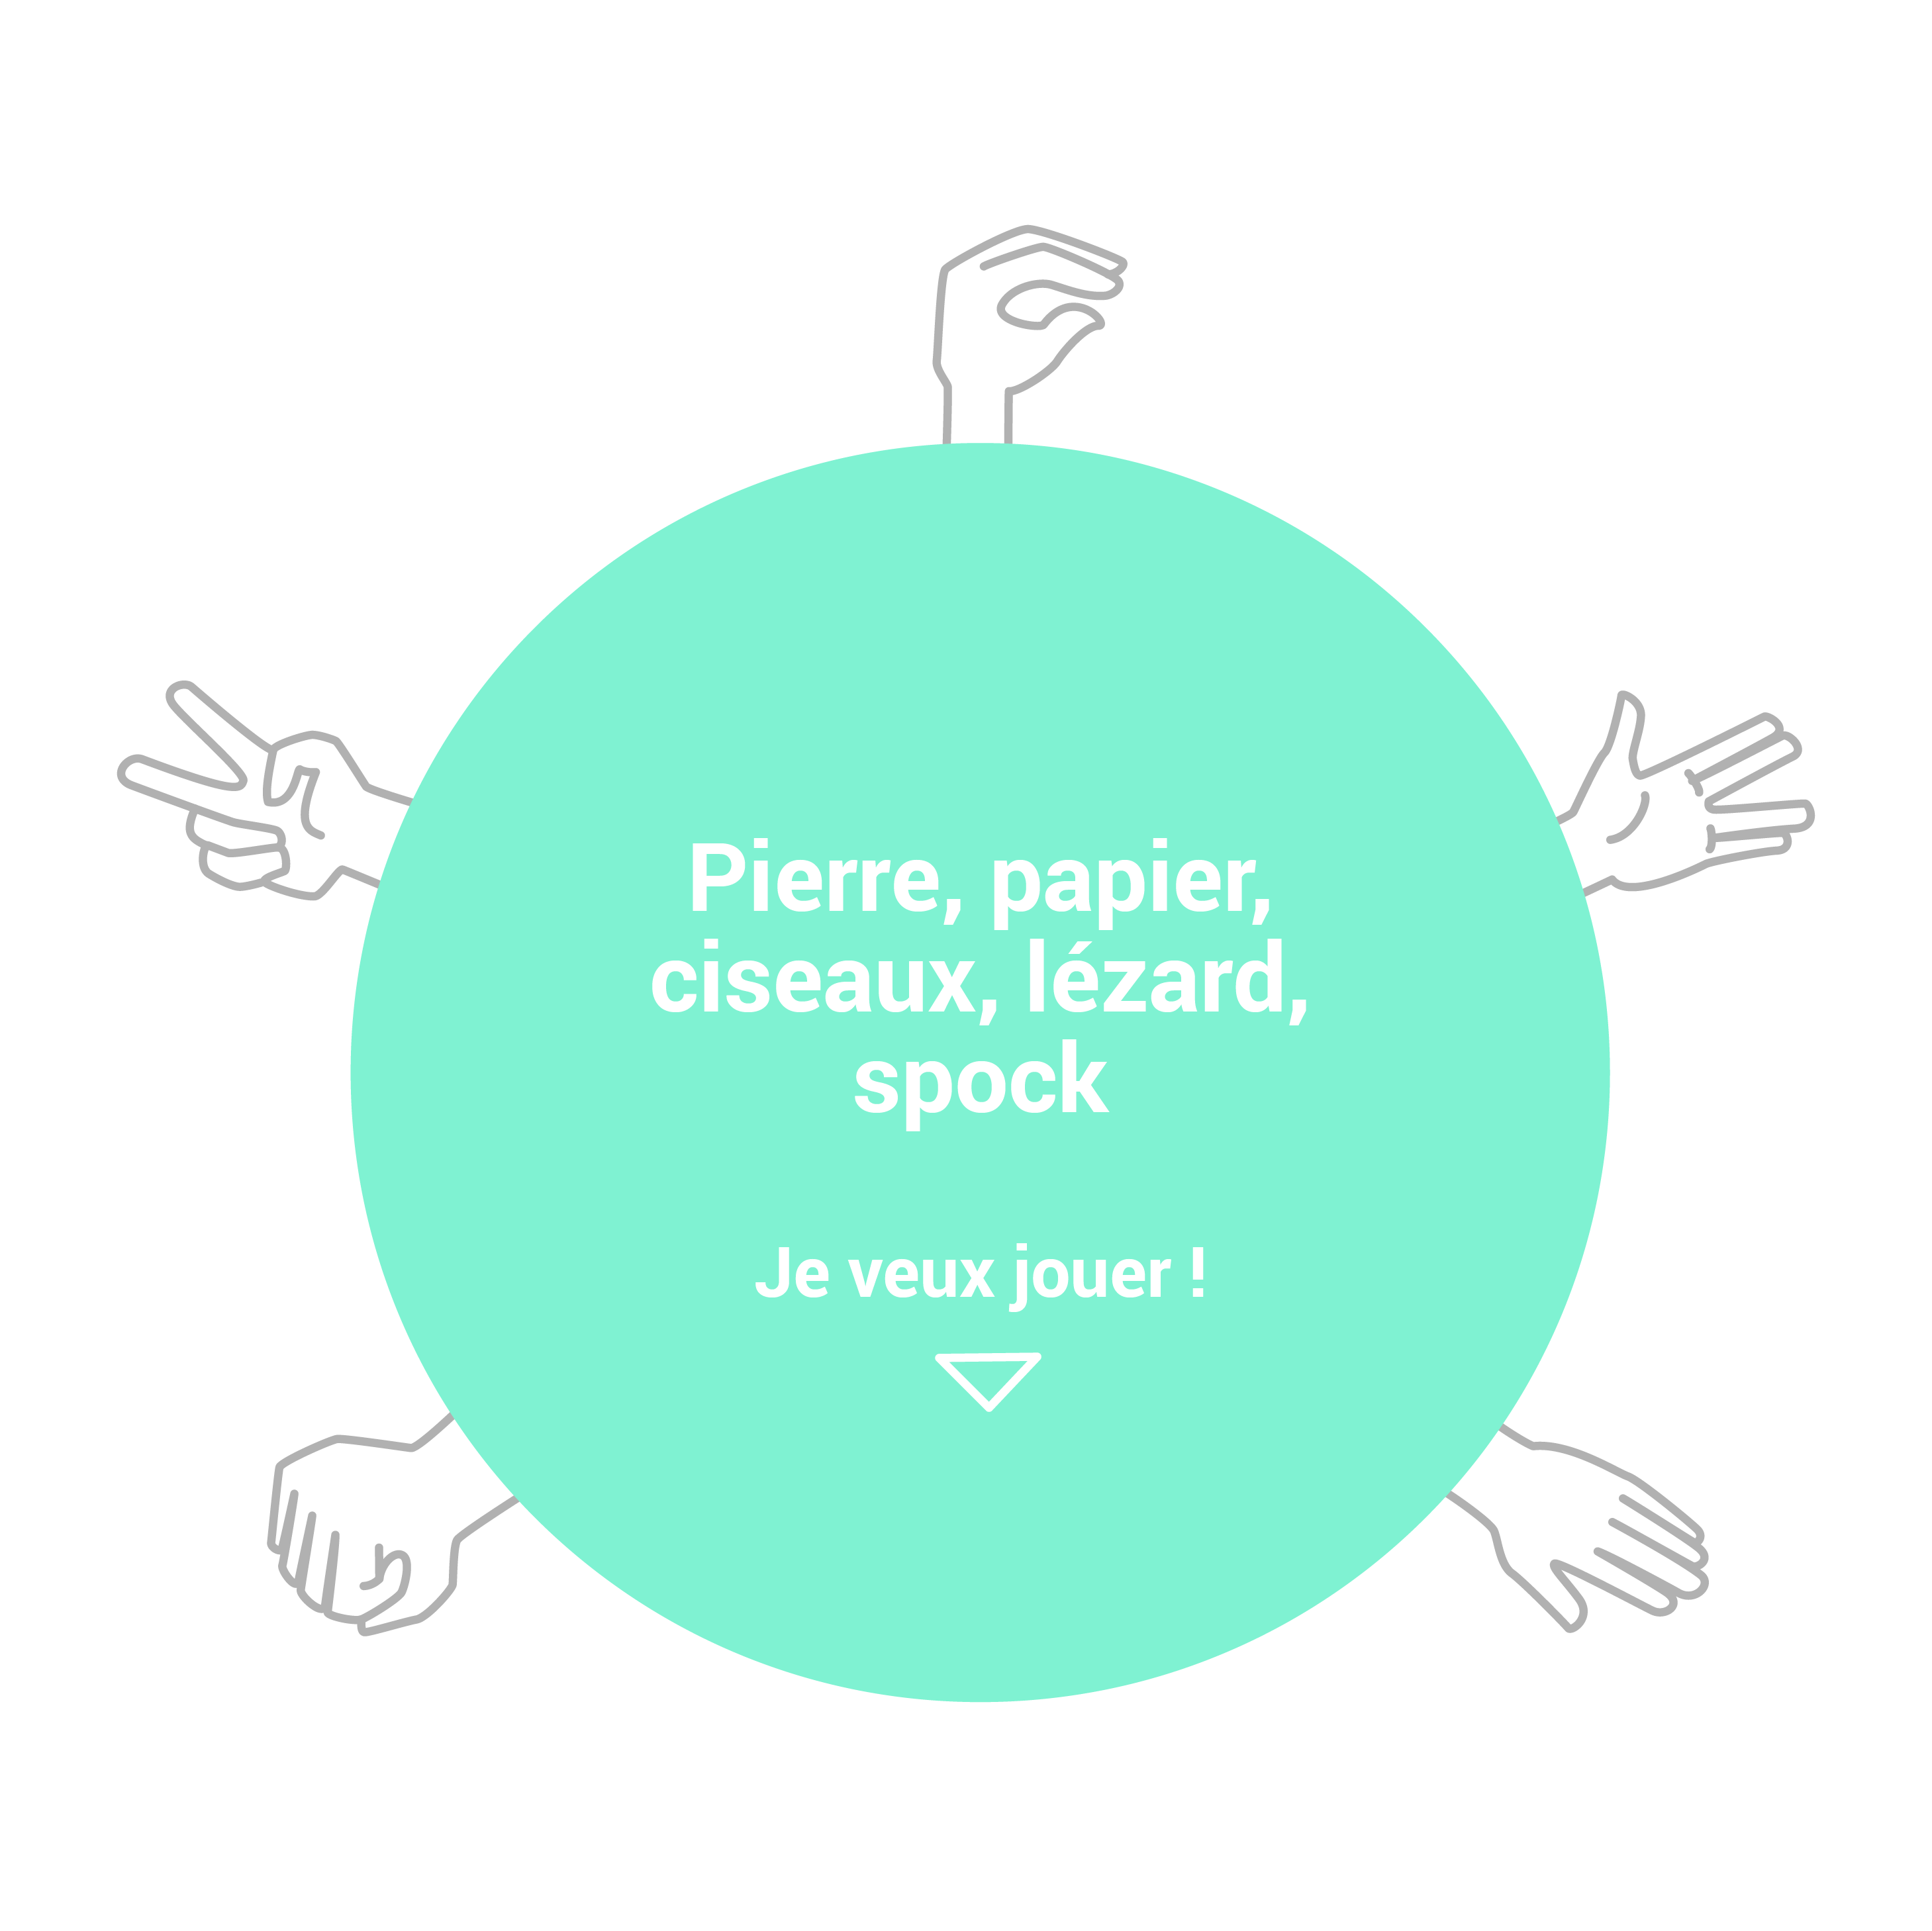 Pierre, papier,
ciseaux, lézard,
spock
Je veux jouer !